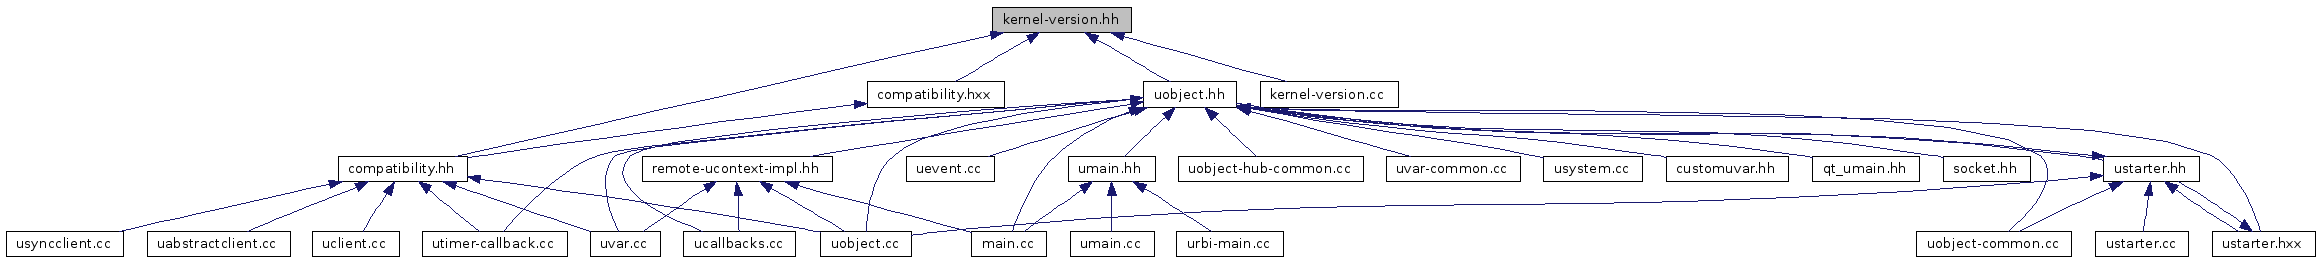 kernel-version.hh
compatibility.hxx
uobject.hh
kernel-version.cc
compatibility.hh
remote-ucontext-impl.hh
uevent.cc
umain.hh
uobject-hub-common.cc
uvar-common.cc
usystem.cc
customuvar.hh
qt_umain.hh
socket.hh
ustarter.hh
usyncclient.cc
uabstractclient.cc
uclient.cc
utimer-callback.cc
uvar.cc
ucallbacks.cc
uobject.cc
main.cc
umain.cc
urbi-main.cc
uobject-common.cc
ustarter.cc
ustarter.hxx